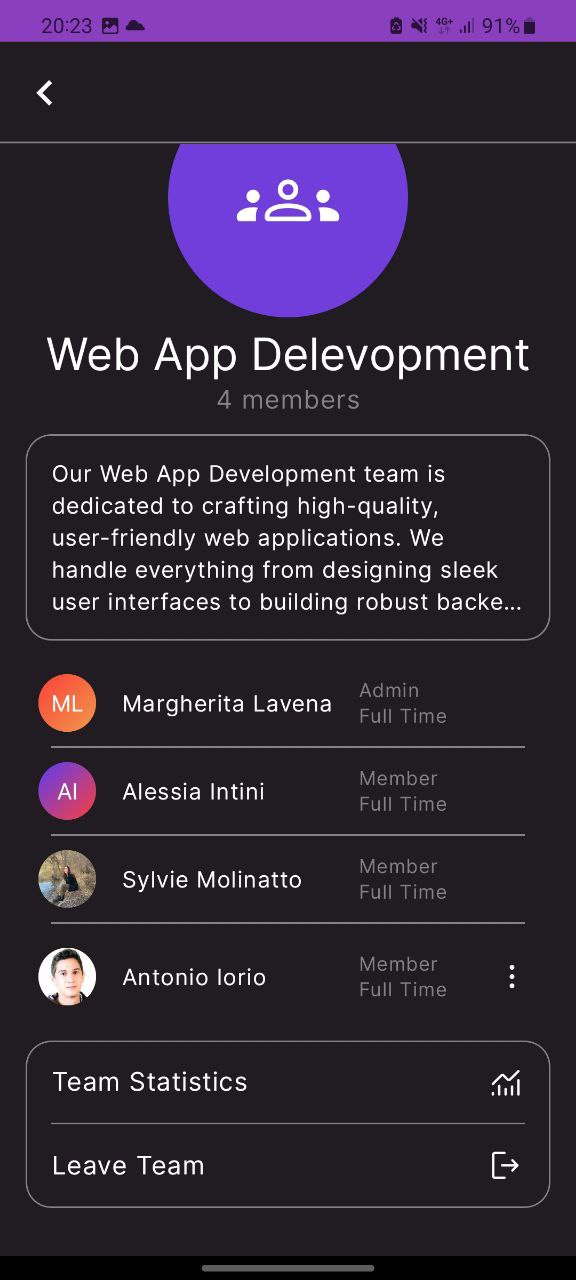 20:23 4G+ 91%
Web App Delevopment
4 members
Our Web App Development team is
dedicated to crafting high-quality,
user-friendly web applications. We
handle everything from designing sleek
user interfaces to building robust backe...
ML Margherita Lavena Admin
Full Time
AI Alessia Intini Member
Full Time
Sylvie Molinatto Member
Full Time
Antonio Iorio Member
Full Time
Team Statistics
Leave Team